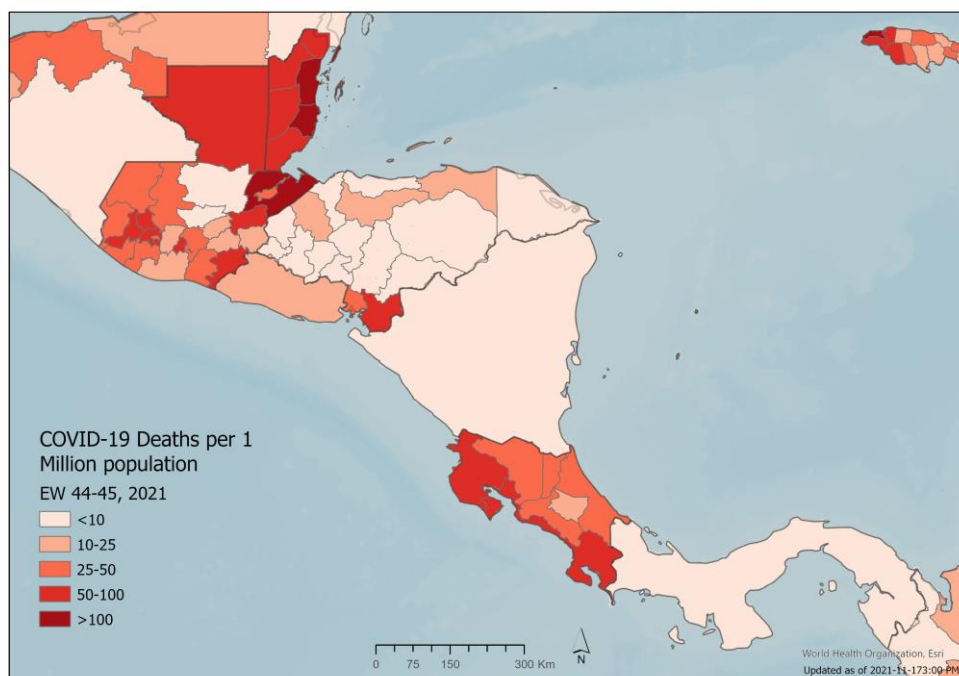 COVID-19 Deaths per 1
Million population
EW 44-45, 2021
<10
10-25
25-50
50-100
>100
0 75 150 300 Km
N
World Health Organization, Esri
Updated as of 2021-11-173:00 PM